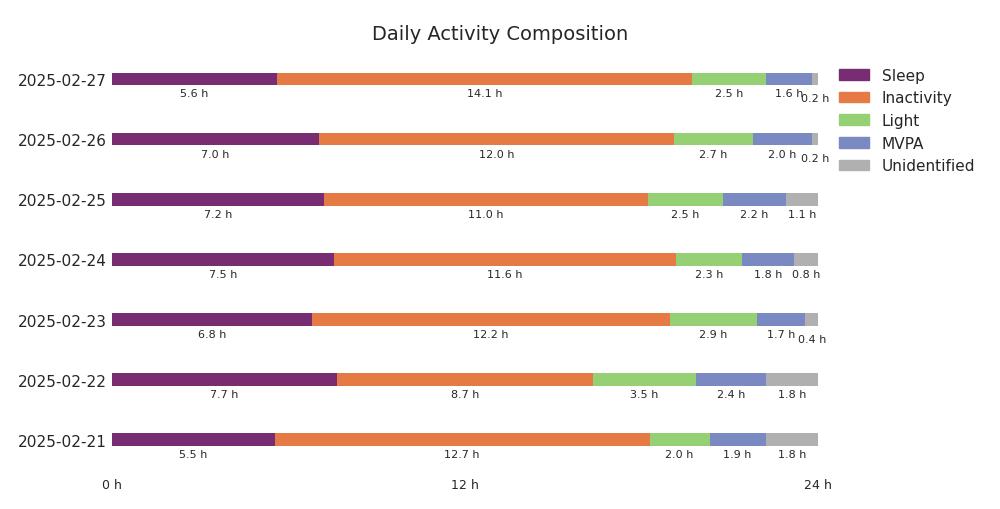 Daily Activity Composition
2025-02-27
5.6 h 14.1 h 2.5 h 1.6 h 0.2 h
2025-02-26
7.0 h 12.0 h 2.7 h 2.0 h 0.2 h
2025-02-25
7.2 h 11.0 h 2.5 h 2.2 h 1.1 h
2025-02-24
7.5 h 11.6 h 2.3 h 1.8 h 0.8 h
2025-02-23
6.8 h 12.2 h 2.9 h 1.7 h 0.4 h
2025-02-22
7.7 h 8.7 h 3.5 h 2.4 h 1.8 h
2025-02-21
5.5 h 12.7 h 2.0 h 1.9 h 1.8 h
0 h 12 h 24 h
Sleep
Inactivity
Light
MVPA
Unidentified